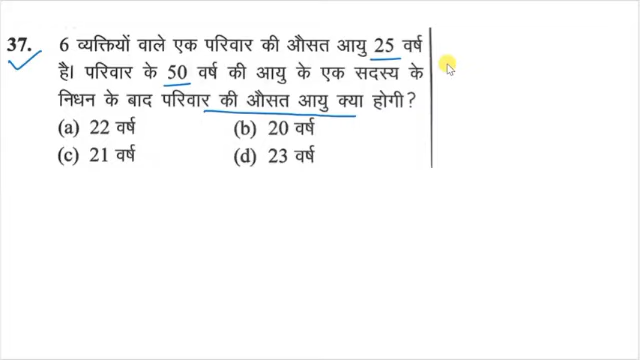 37. 6 व्यक्तियों वाले एक परिवार की औसत आयु 25 वर्ष
है। परिवार के 50 वर्ष की आयु के एक सदस्य के
निधन के बाद परिवार की औसत आयु क्या होगी?
(a) 22 वर्ष (b) 20 वर्ष
(c) 21 वर्ष (d) 23 वर्ष